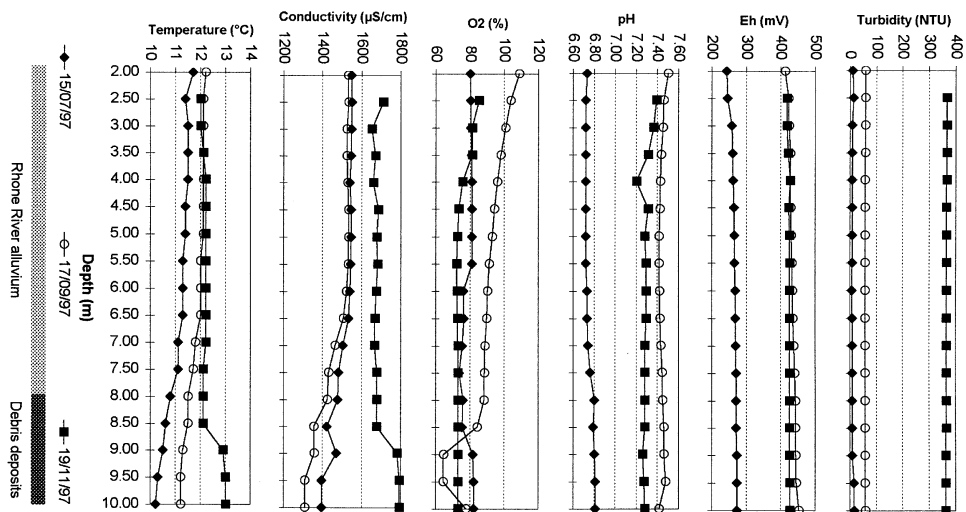 Temperature (°C)
10 11 12 13 14
Conductivity (µS/cm)
1200 1400 1600 1800
O2 (%)
60 80 100 120
pH
6.60 6.80 7.00 7.20 7.40 7.60
Eh (mV)
200 300 400 500
Turbidity (NTU)
0 100 200 300 400
2.00
2.50
3.00
3.50
4.00
4.50
5.00
5.50
6.00
6.50
7.00
7.50
8.00
8.50
9.00
9.50
10.00
Depth (m)
15/07/97
17/09/97
19/11/97
Rhone River alluvium
Debris deposits